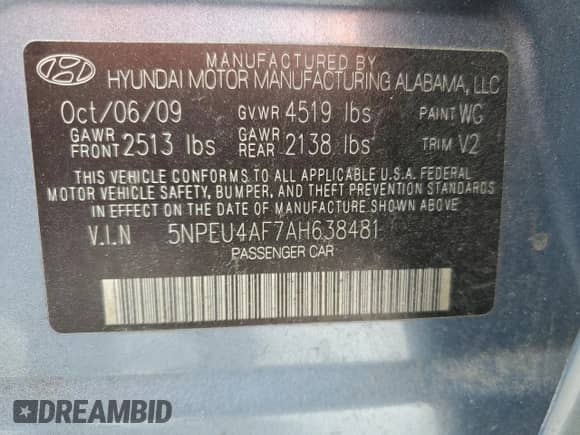 MANUFACTURED BY
HYUNDAI MOTOR MANUFACTURING ALABAMA, LLC
Oct/06/09 GVWR 4519 lbs PAINT WC
GAWR FRONT 2513 lbs GAWR REAR 2138 lbs TRIM V2
THIS VEHICLE CONFORMS TO ALL APPLICABLE U.S.A. FEDERAL
MOTOR VEHICLE SAFETY, BUMPER, AND THEFT PREVENTION STANDARDS
IN EFFECT ON THE DATE OF MANUFACTURE SHOWN ABOVE.
V.I.N 5NPEU4AF7AH638481
PASSENGER CAR
DREAMBID